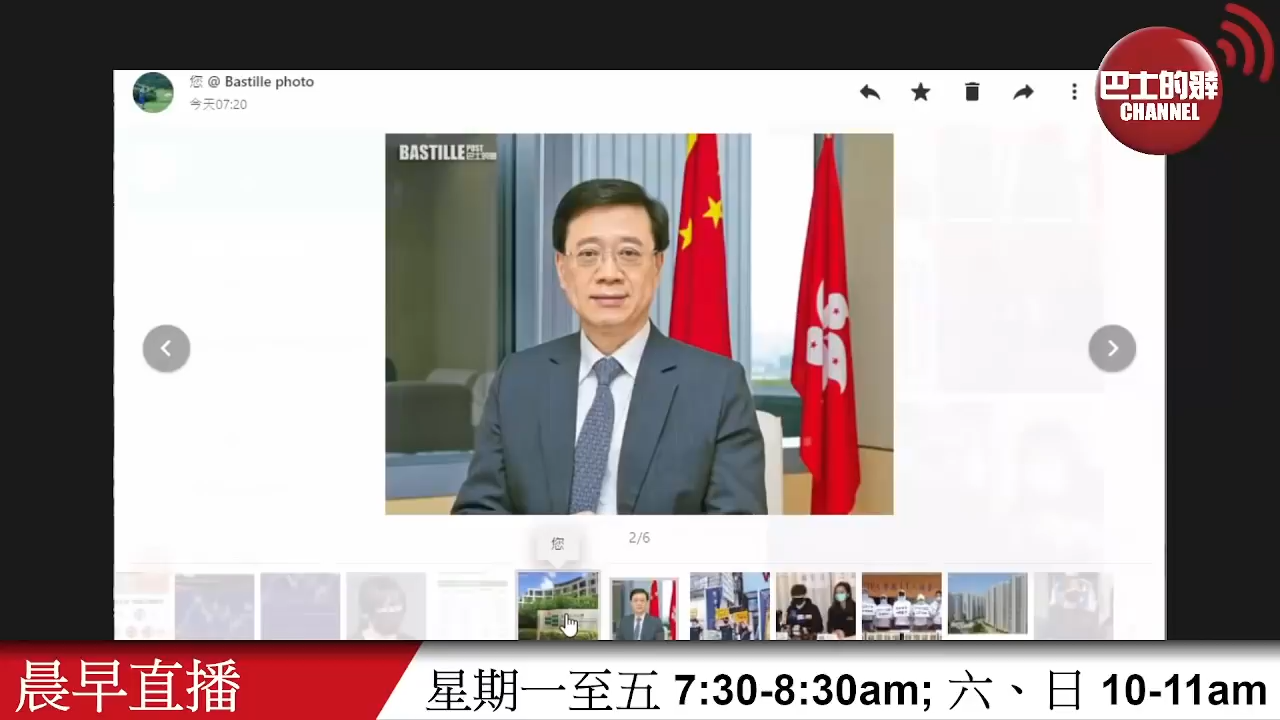 您 @ Bastille photo
今天07:20
巴士的報
CHANNEL
BASTILLE POST
巴士的報
2/6
您
晨早直播
星期一至五 7:30-8:30am; 六、日 10-11am